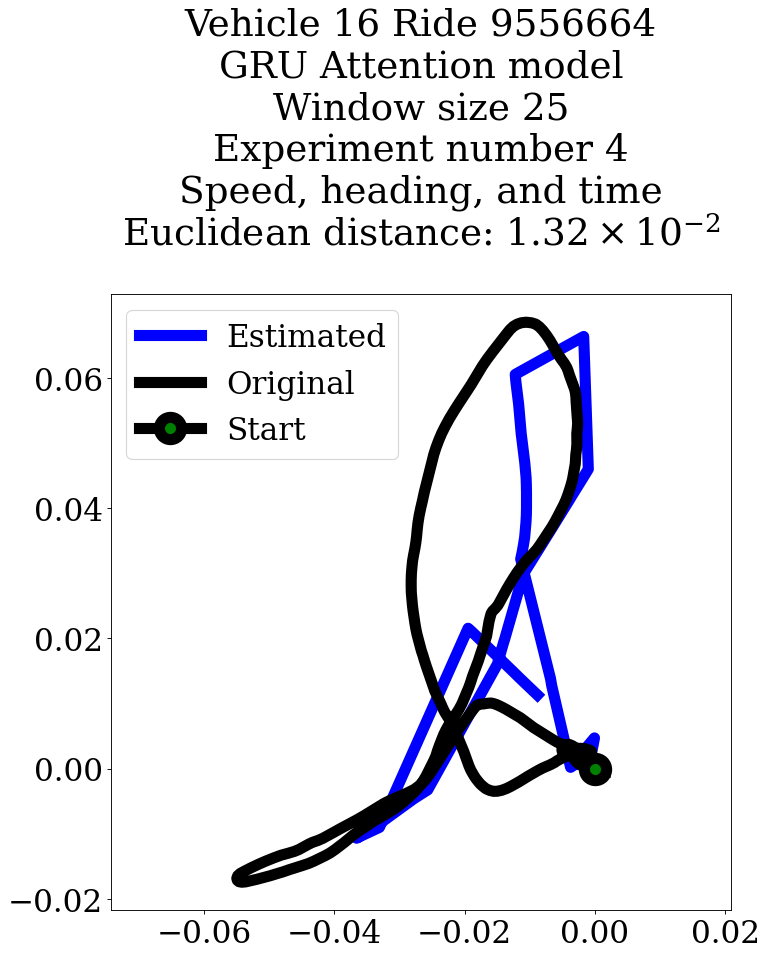 Vehicle 16 Ride 9556664
GRU Attention model
Window size 25
Experiment number 4
Speed, heading, and time
Euclidean distance: 1.32 × 10⁻²
Estimated
Original
Start
0.06
0.04
0.02
0.00
−0.02
−0.06 −0.04 −0.02 0.00 0.02